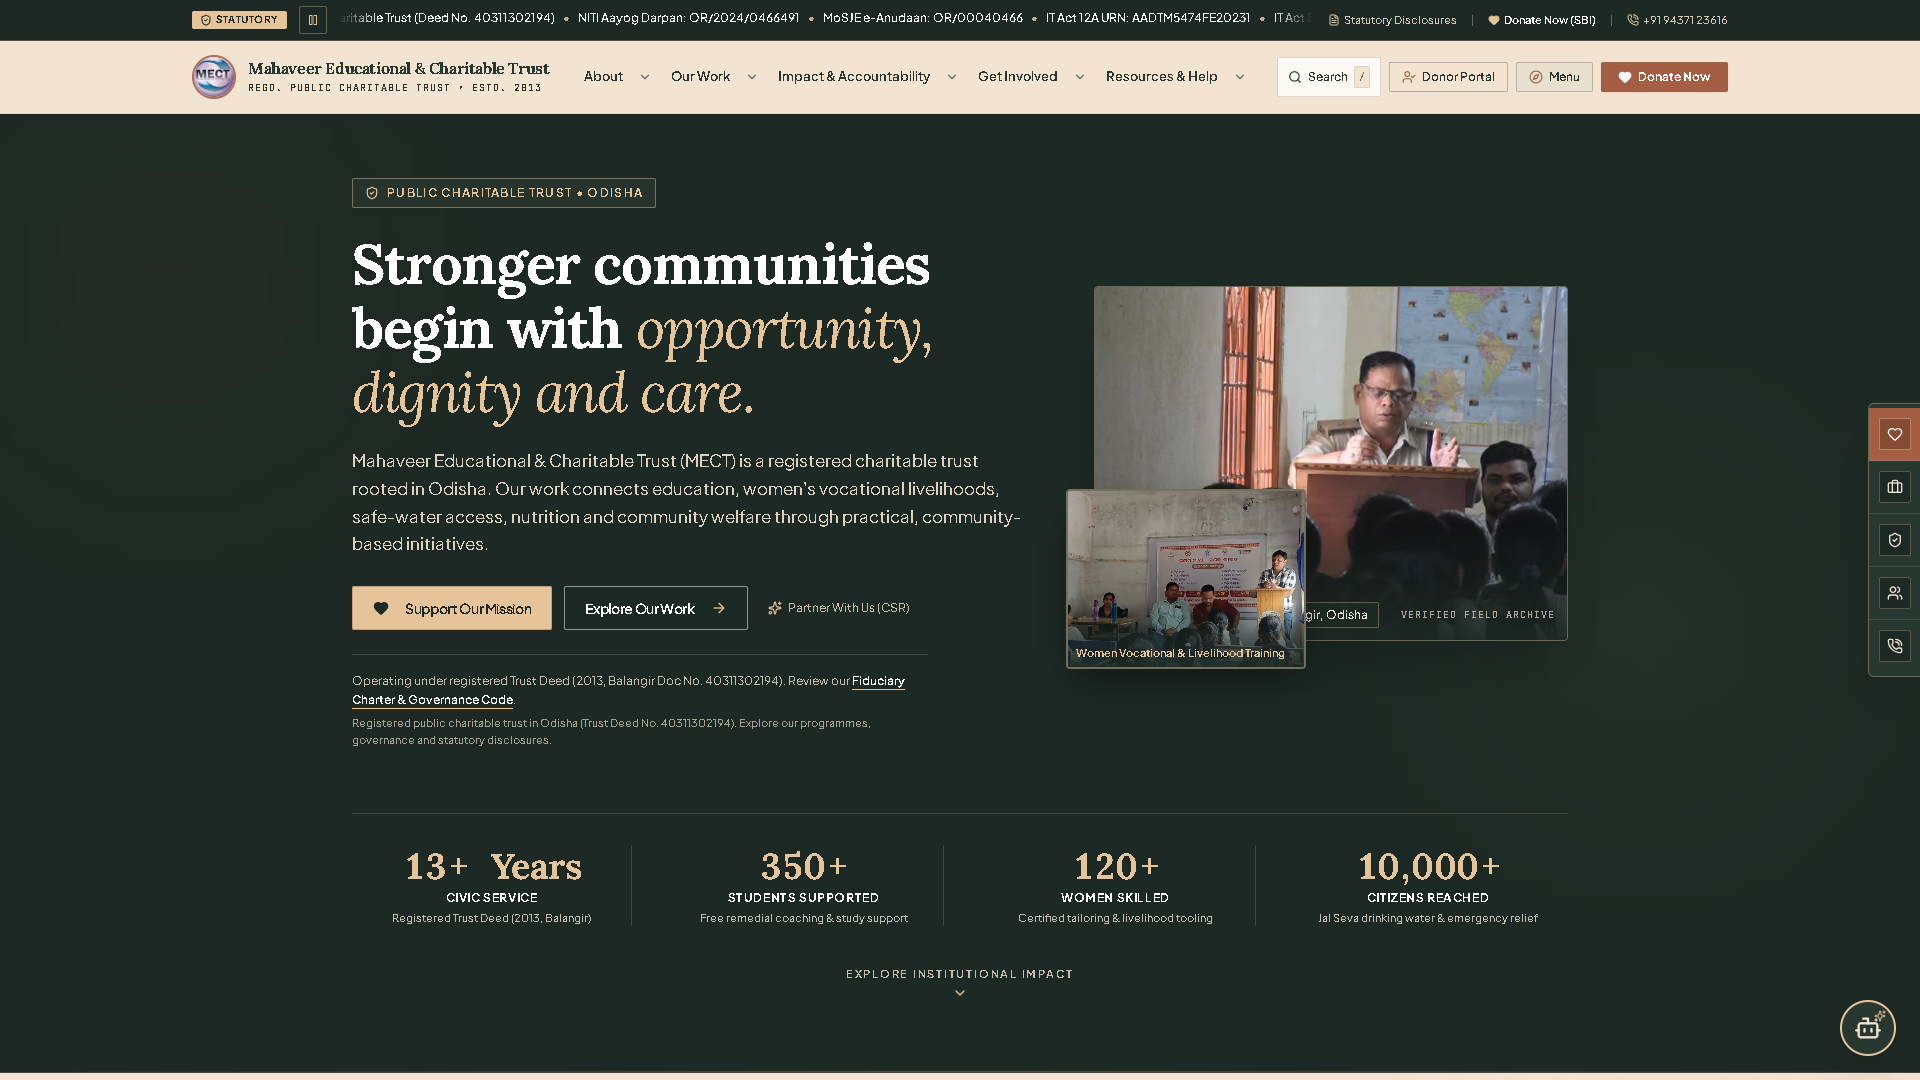 STATUTORY
ritable Trust (Deed No. 40311302194) • NITI Aayog Darpan: OR/2024/0466491 • MoSJE e-Anudaan: OR/00040466 • IT Act 12A URN: AADTM5474FE20231 • IT Act
Statutory Disclosures
Donate Now (SBI)
+91 94371 23616
MECT
Mahaveer Educational & Charitable Trust
REGD. PUBLIC CHARITABLE TRUST • ESTD. 2013
About
Our Work
Impact & Accountability
Get Involved
Resources & Help
Search /
Donor Portal
Menu
Donate Now
PUBLIC CHARITABLE TRUST • ODISHA
Stronger communities
begin with opportunity,
dignity and care.
Mahaveer Educational & Charitable Trust (MECT) is a registered charitable trust
rooted in Odisha. Our work connects education, women's vocational livelihoods,
safe-water access, nutrition and community welfare through practical, community-
based initiatives.
Support Our Mission
Explore Our Work
Partner With Us (CSR)
gir, Odisha
VERIFIED FIELD ARCHIVE
Women Vocational & Livelihood Training
Operating under registered Trust Deed (2013, Balangir Doc No. 40311302194). Review our Fiduciary
Charter & Governance Code.
Registered public charitable trust in Odisha (Trust Deed No. 40311302194). Explore our programmes,
governance and statutory disclosures.
13+ Years
CIVIC SERVICE
Registered Trust Deed (2013, Balangir)
350+
STUDENTS SUPPORTED
Free remedial coaching & study support
120+
WOMEN SKILLED
Certified tailoring & livelihood tooling
10,000+
CITIZENS REACHED
Jal Seva drinking water & emergency relief
EXPLORE INSTITUTIONAL IMPACT